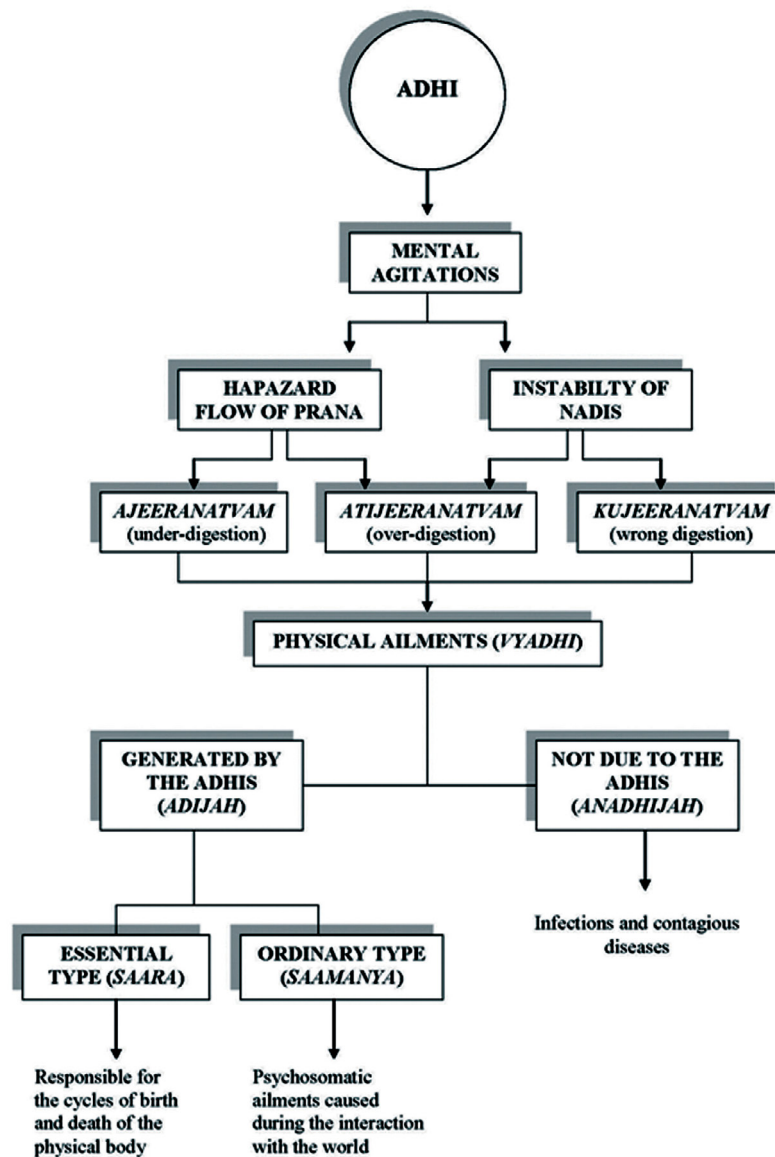 ADHI
MENTAL
AGITATIONS
HAPAZARD
FLOW OF PRANA
INSTABILTY OF
NADIS
AJEERANATVAM
(under-digestion)
ATIJEERANATVAM
(over-digestion)
KUJEERANATVAM
(wrong digestion)
PHYSICAL AILMENTS (VYADHI)
GENERATED BY
THE ADHIS
(ADIJAH)
NOT DUE TO THE
ADHIS
(ANADHIJAH)
Infections and contagious
diseases
ESSENTIAL
TYPE (SAARA)
ORDINARY TYPE
(SAAMANYA)
Responsible for
the cycles of birth
and death of the
physical body
Psychosomatic
ailments caused
during the interaction
with the world